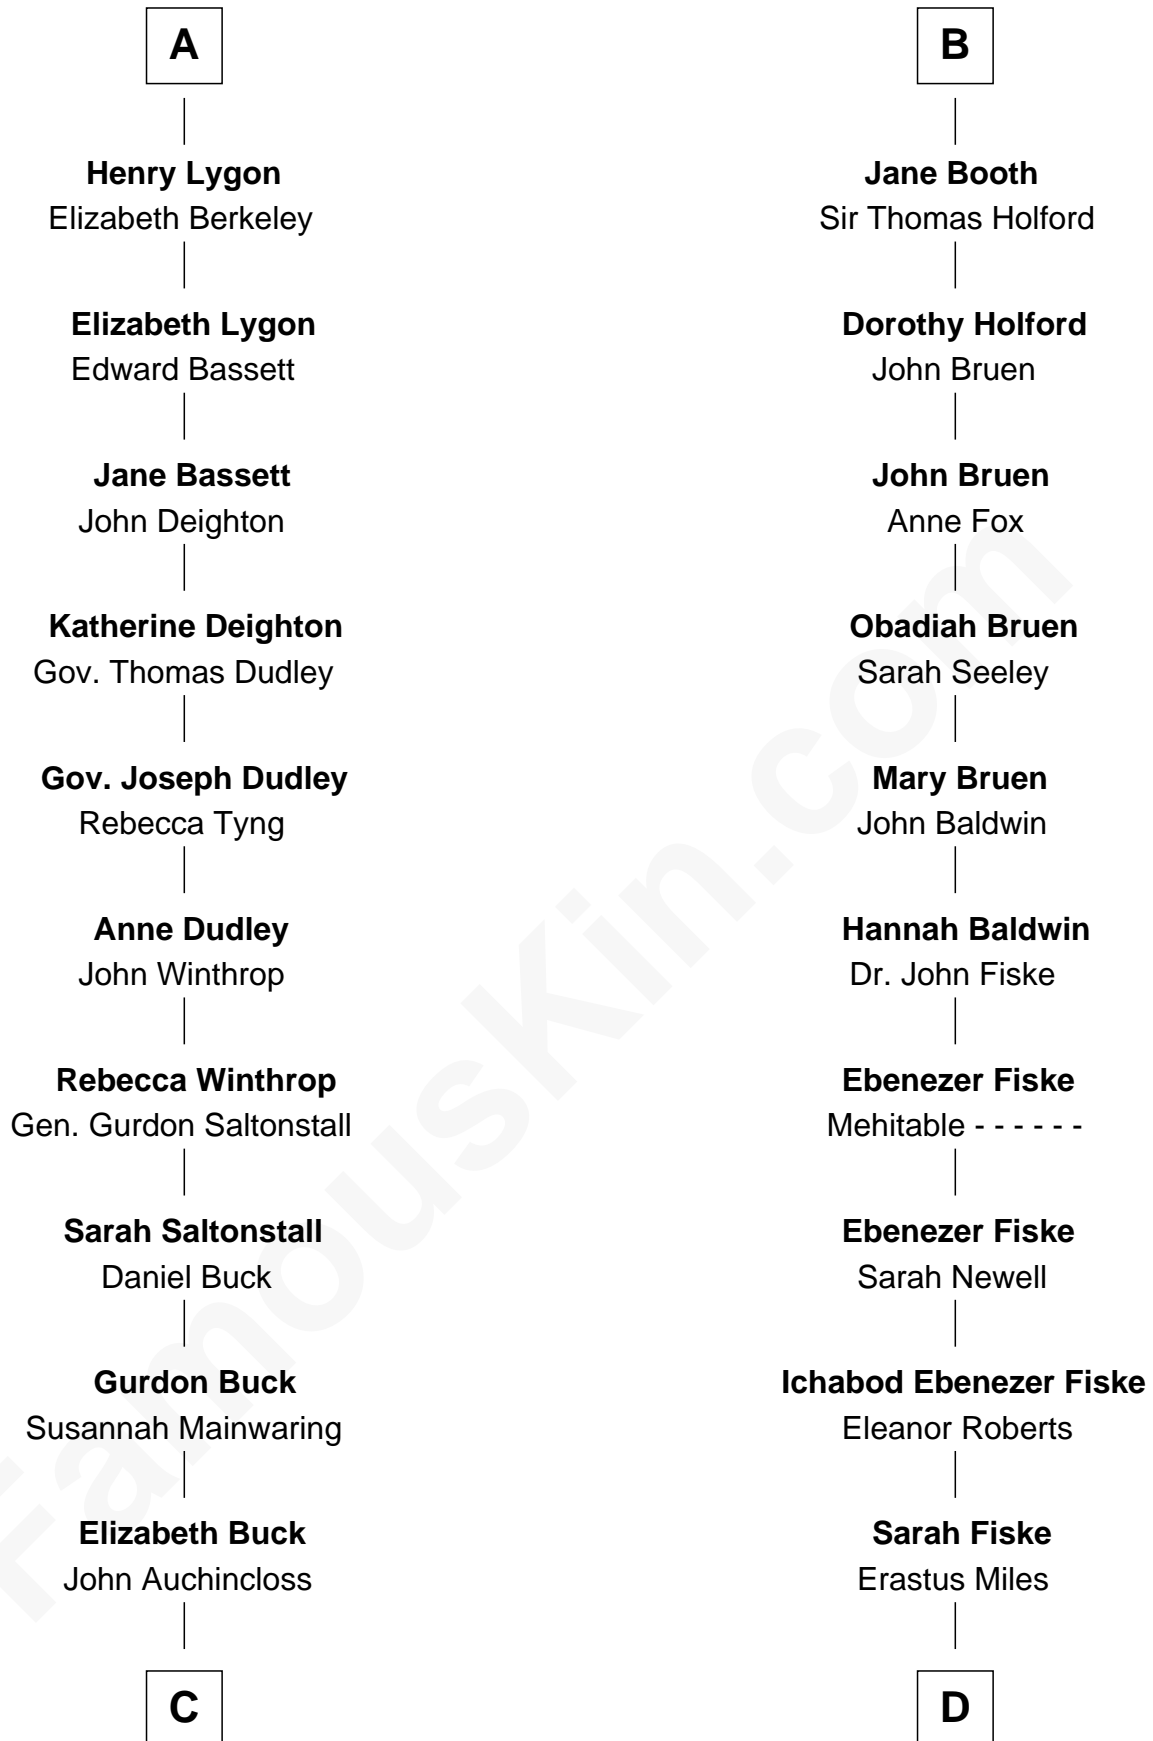 A
Henry Lygon
Elizabeth Berkeley
Elizabeth Lygon
Edward Bassett
Jane Bassett
John Deighton
Katherine Deighton
Gov. Thomas Dudley
Gov. Joseph Dudley
Rebecca Tyng
Anne Dudley
John Winthrop
Rebecca Winthrop
Gen. Gurdon Saltonstall
Sarah Saltonstall
Daniel Buck
Gurdon Buck
Susannah Mainwaring
Elizabeth Buck
John Auchincloss
C
B
Jane Booth
Sir Thomas Holford
Dorothy Holford
John Bruen
John Bruen
Anne Fox
Obadiah Bruen
Sarah Seeley
Mary Bruen
John Baldwin
Hannah Baldwin
Dr. John Fiske
Ebenezer Fiske
Mehitable - - - - - -
Ebenezer Fiske
Sarah Newell
Ichabod Ebenezer Fiske
Eleanor Roberts
Sarah Fiske
Erastus Miles
D
FamousKin.com